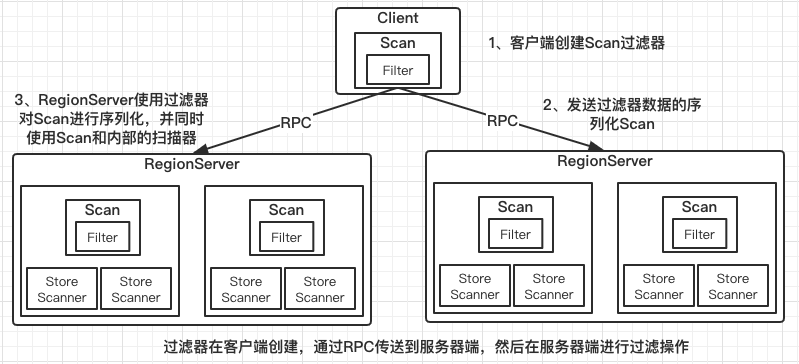 Client
Scan
Filter
1、客户端创建Scan过滤器
3、RegionServer使用过滤器
对Scan进行序列化，并同时
使用Scan和内部的扫描器
2、发送过滤器数据的序
列化Scan
RPC
RPC
RegionServer
Scan
Filter
Store
Scanner
Store
Scanner
Scan
Filter
Store
Scanner
Store
Scanner
RegionServer
Scan
Filter
Store
Scanner
Store
Scanner
Scan
Filter
Store
Scanner
Store
Scanner
过滤器在客户端创建，通过RPC传送到服务器端，然后在服务器端进行过滤操作